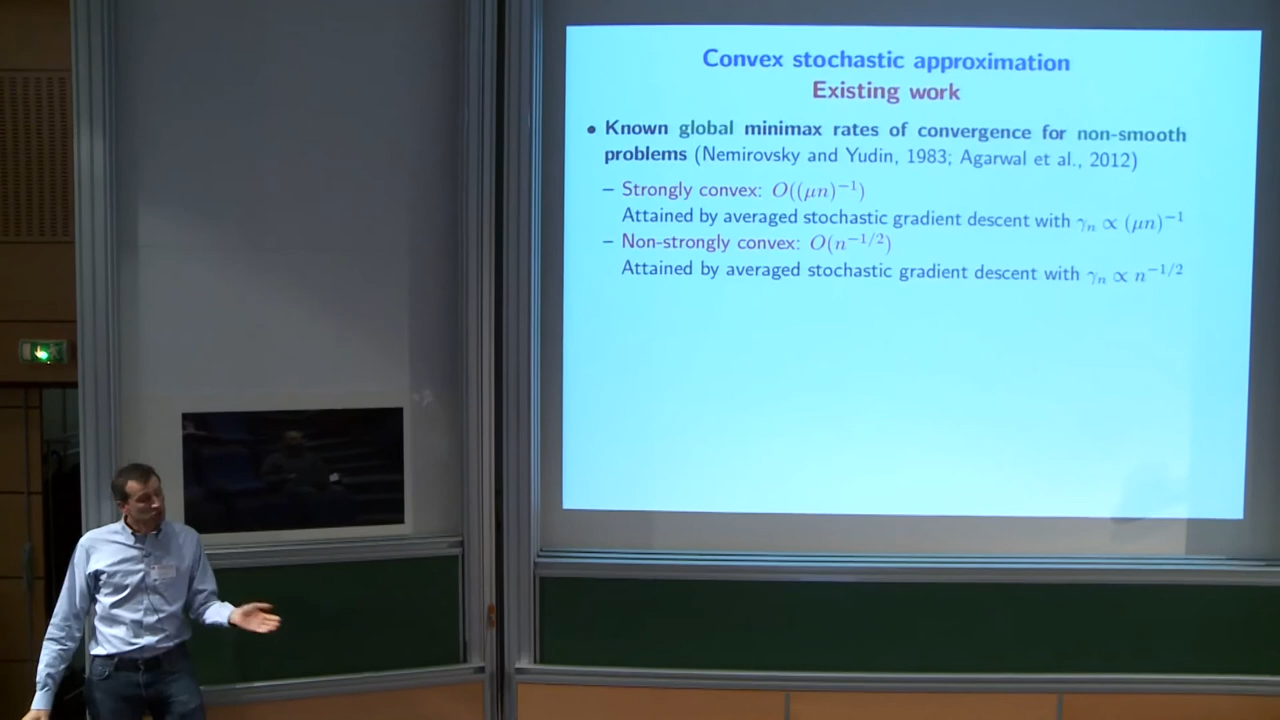 Convex stochastic approximation
Existing work
• Known global minimax rates of convergence for non-smooth
problems (Nemirovsky and Yudin, 1983; Agarwal et al., 2012)
– Strongly convex: O((μn)⁻¹)
Attained by averaged stochastic gradient descent with γₙ ∝ (μn)⁻¹
– Non-strongly convex: O(n⁻¹/²)
Attained by averaged stochastic gradient descent with γₙ ∝ n⁻¹/²